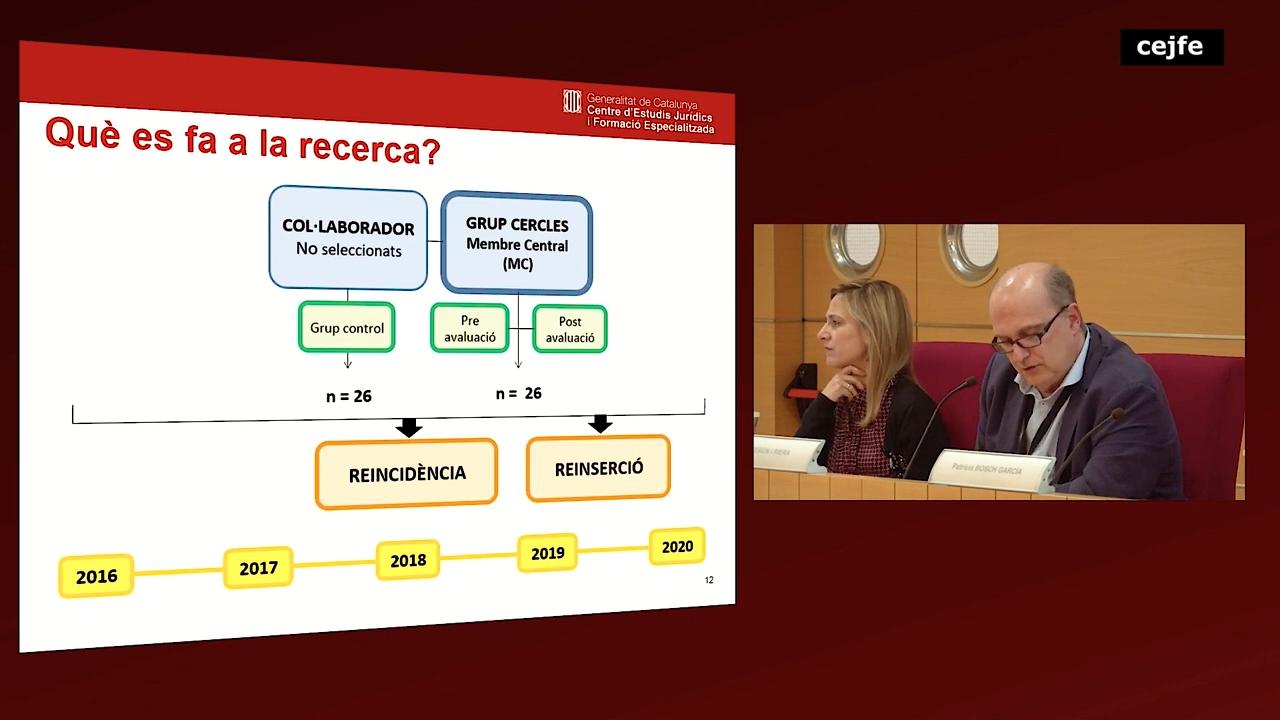 cejfe
Generalitat de Catalunya
Centre d'Estudis Jurídics
i Formació Especialitzada
Què es fa a la recerca?
COL·LABORADOR
No seleccionats
GRUP CERCLES
Membre Central
(MC)
Grup control
Pre
avaluació
Post
avaluació
n = 26
n = 26
REINCIDÈNCIA
REINSERCIÓ
2016
2017
2018
2019
2020
12
Patrícia BOSCH GARCÍA